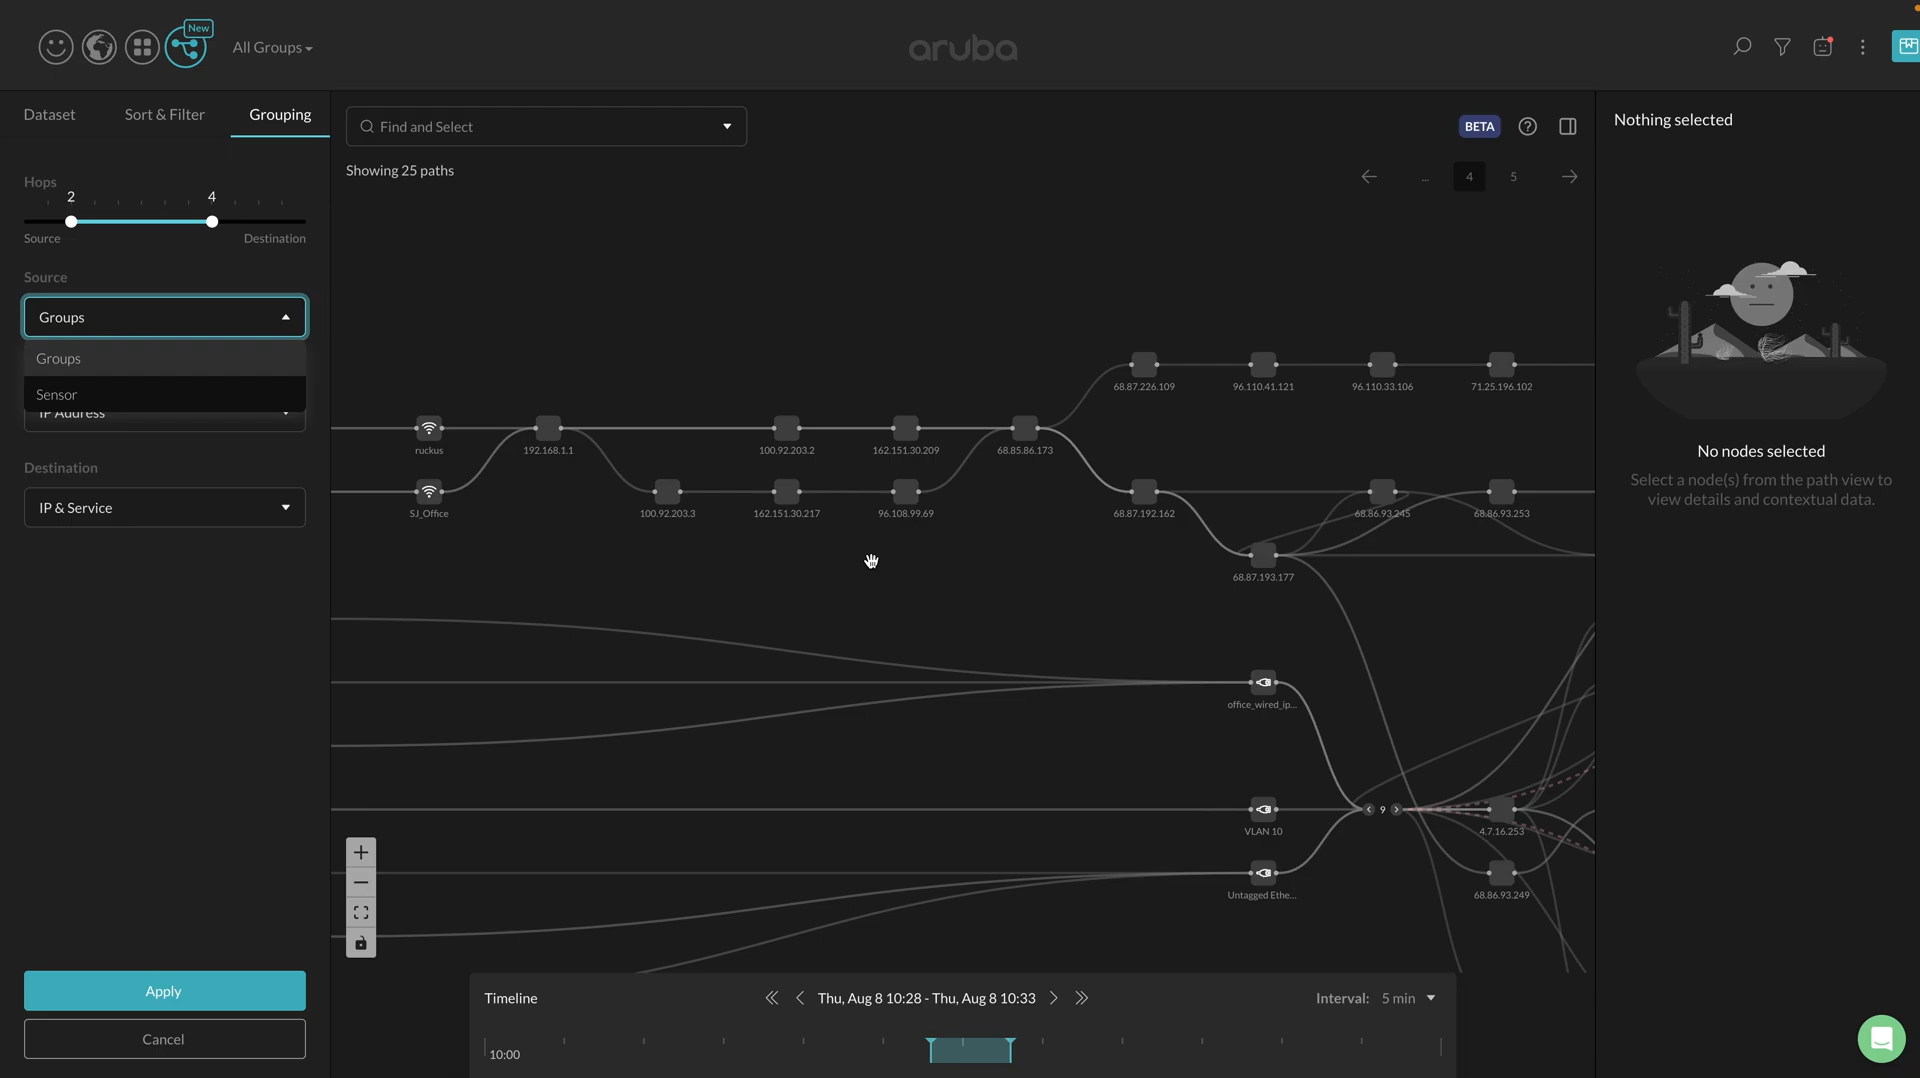 New
All Groups
aruba
Dataset
Sort & Filter
Grouping
Find and Select
BETA
Nothing selected
Showing 25 paths
...
4
5
Hops
2
4
Source
Destination
Source
Groups
Groups
Sensor
IP Address
Destination
IP & Service
68.87.226.109
96.110.41.121
96.110.33.106
71.25.196.102
ruckus
192.168.1.1
100.92.203.2
162.151.30.209
68.85.86.173
SJ_Office
100.92.203.3
162.151.30.217
96.108.99.69
68.87.192.162
68.86.93.245
68.86.93.253
68.87.193.177
No nodes selected
Select a node(s) from the path view to
view details and contextual data.
office_wired_ip...
VLAN 10
9
4.7.16.253
Untagged Ethe...
68.86.93.249
Apply
Cancel
Timeline
Thu, Aug 8 10:28 - Thu, Aug 8 10:33
Interval: 5 min
10:00